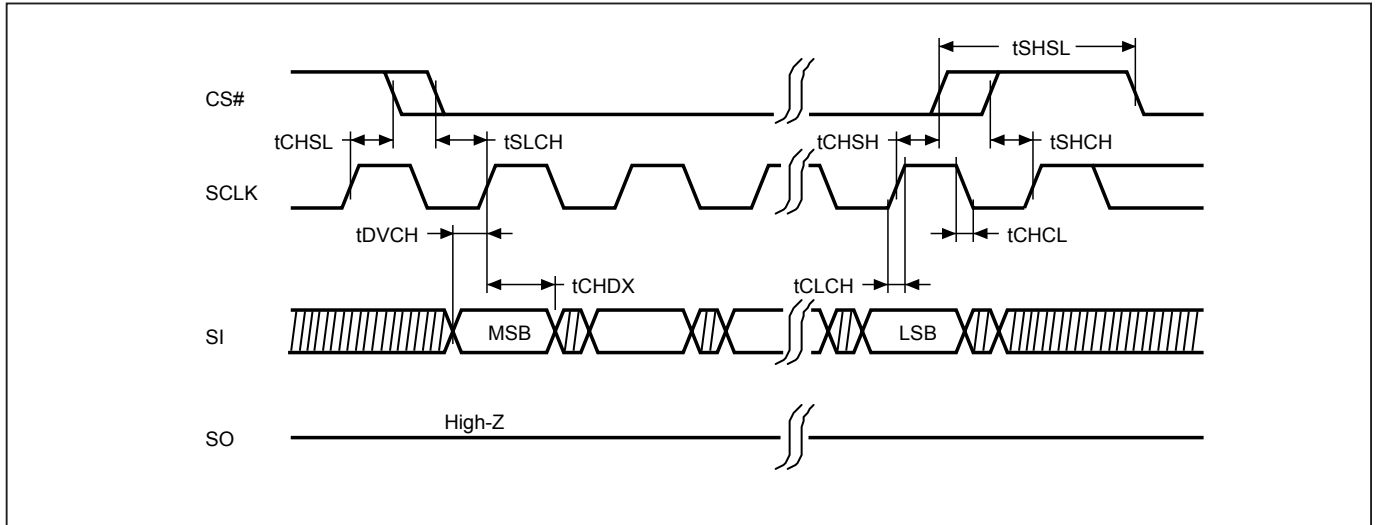 tSHSL
CS#
tCHSL
tSLCH
tCHSH
tSHCH
SCLK
tDVCH
tCHCL
tCHDX
tCLCH
SI
MSB
LSB
High-Z
SO